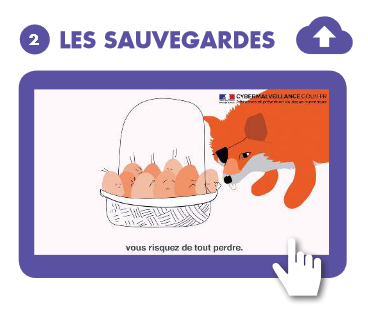 2 LES SAUVEGARDES
CYBERMALVEILLANCE.GOUV.FR
vous risquez de tout perdre.